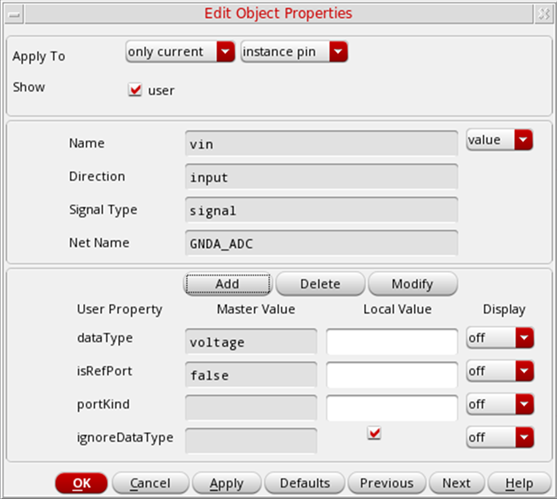 Edit Object Properties
Apply To only current instance pin
Show user
Name vin value
Direction input
Signal Type signal
Net Name GNDA_ADC
Add Delete Modify
User Property Master Value Local Value Display
dataType voltage off
isRefPort false off
portKind off
ignoreDataType off
OK Cancel Apply Defaults Previous Next Help